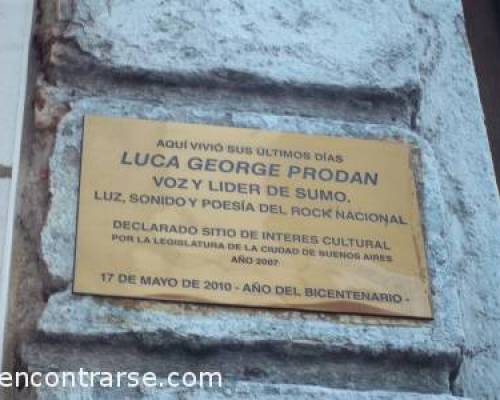 AQUÍ VIVIÓ SUS ÚLTIMOS DÍAS
LUCA GEORGE PRODAN
VOZ Y LIDER DE SUMO.
LUZ, SONIDO Y POESÍA DEL ROCK NACIONAL
DECLARADO SITIO DE INTERES CULTURAL
POR LA LEGISLATURA DE LA CIUDAD DE BUENOS AIRES
AÑO 2007
17 DE MAYO DE 2010 - AÑO DEL BICENTENARIO -
encontrarse.com